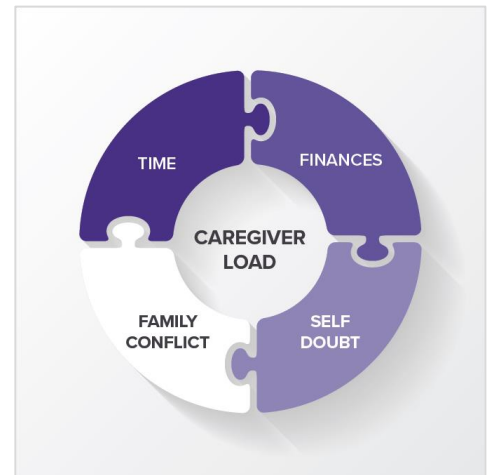 TIME
FINANCES
CAREGIVER
LOAD
FAMILY
CONFLICT
SELF
DOUBT